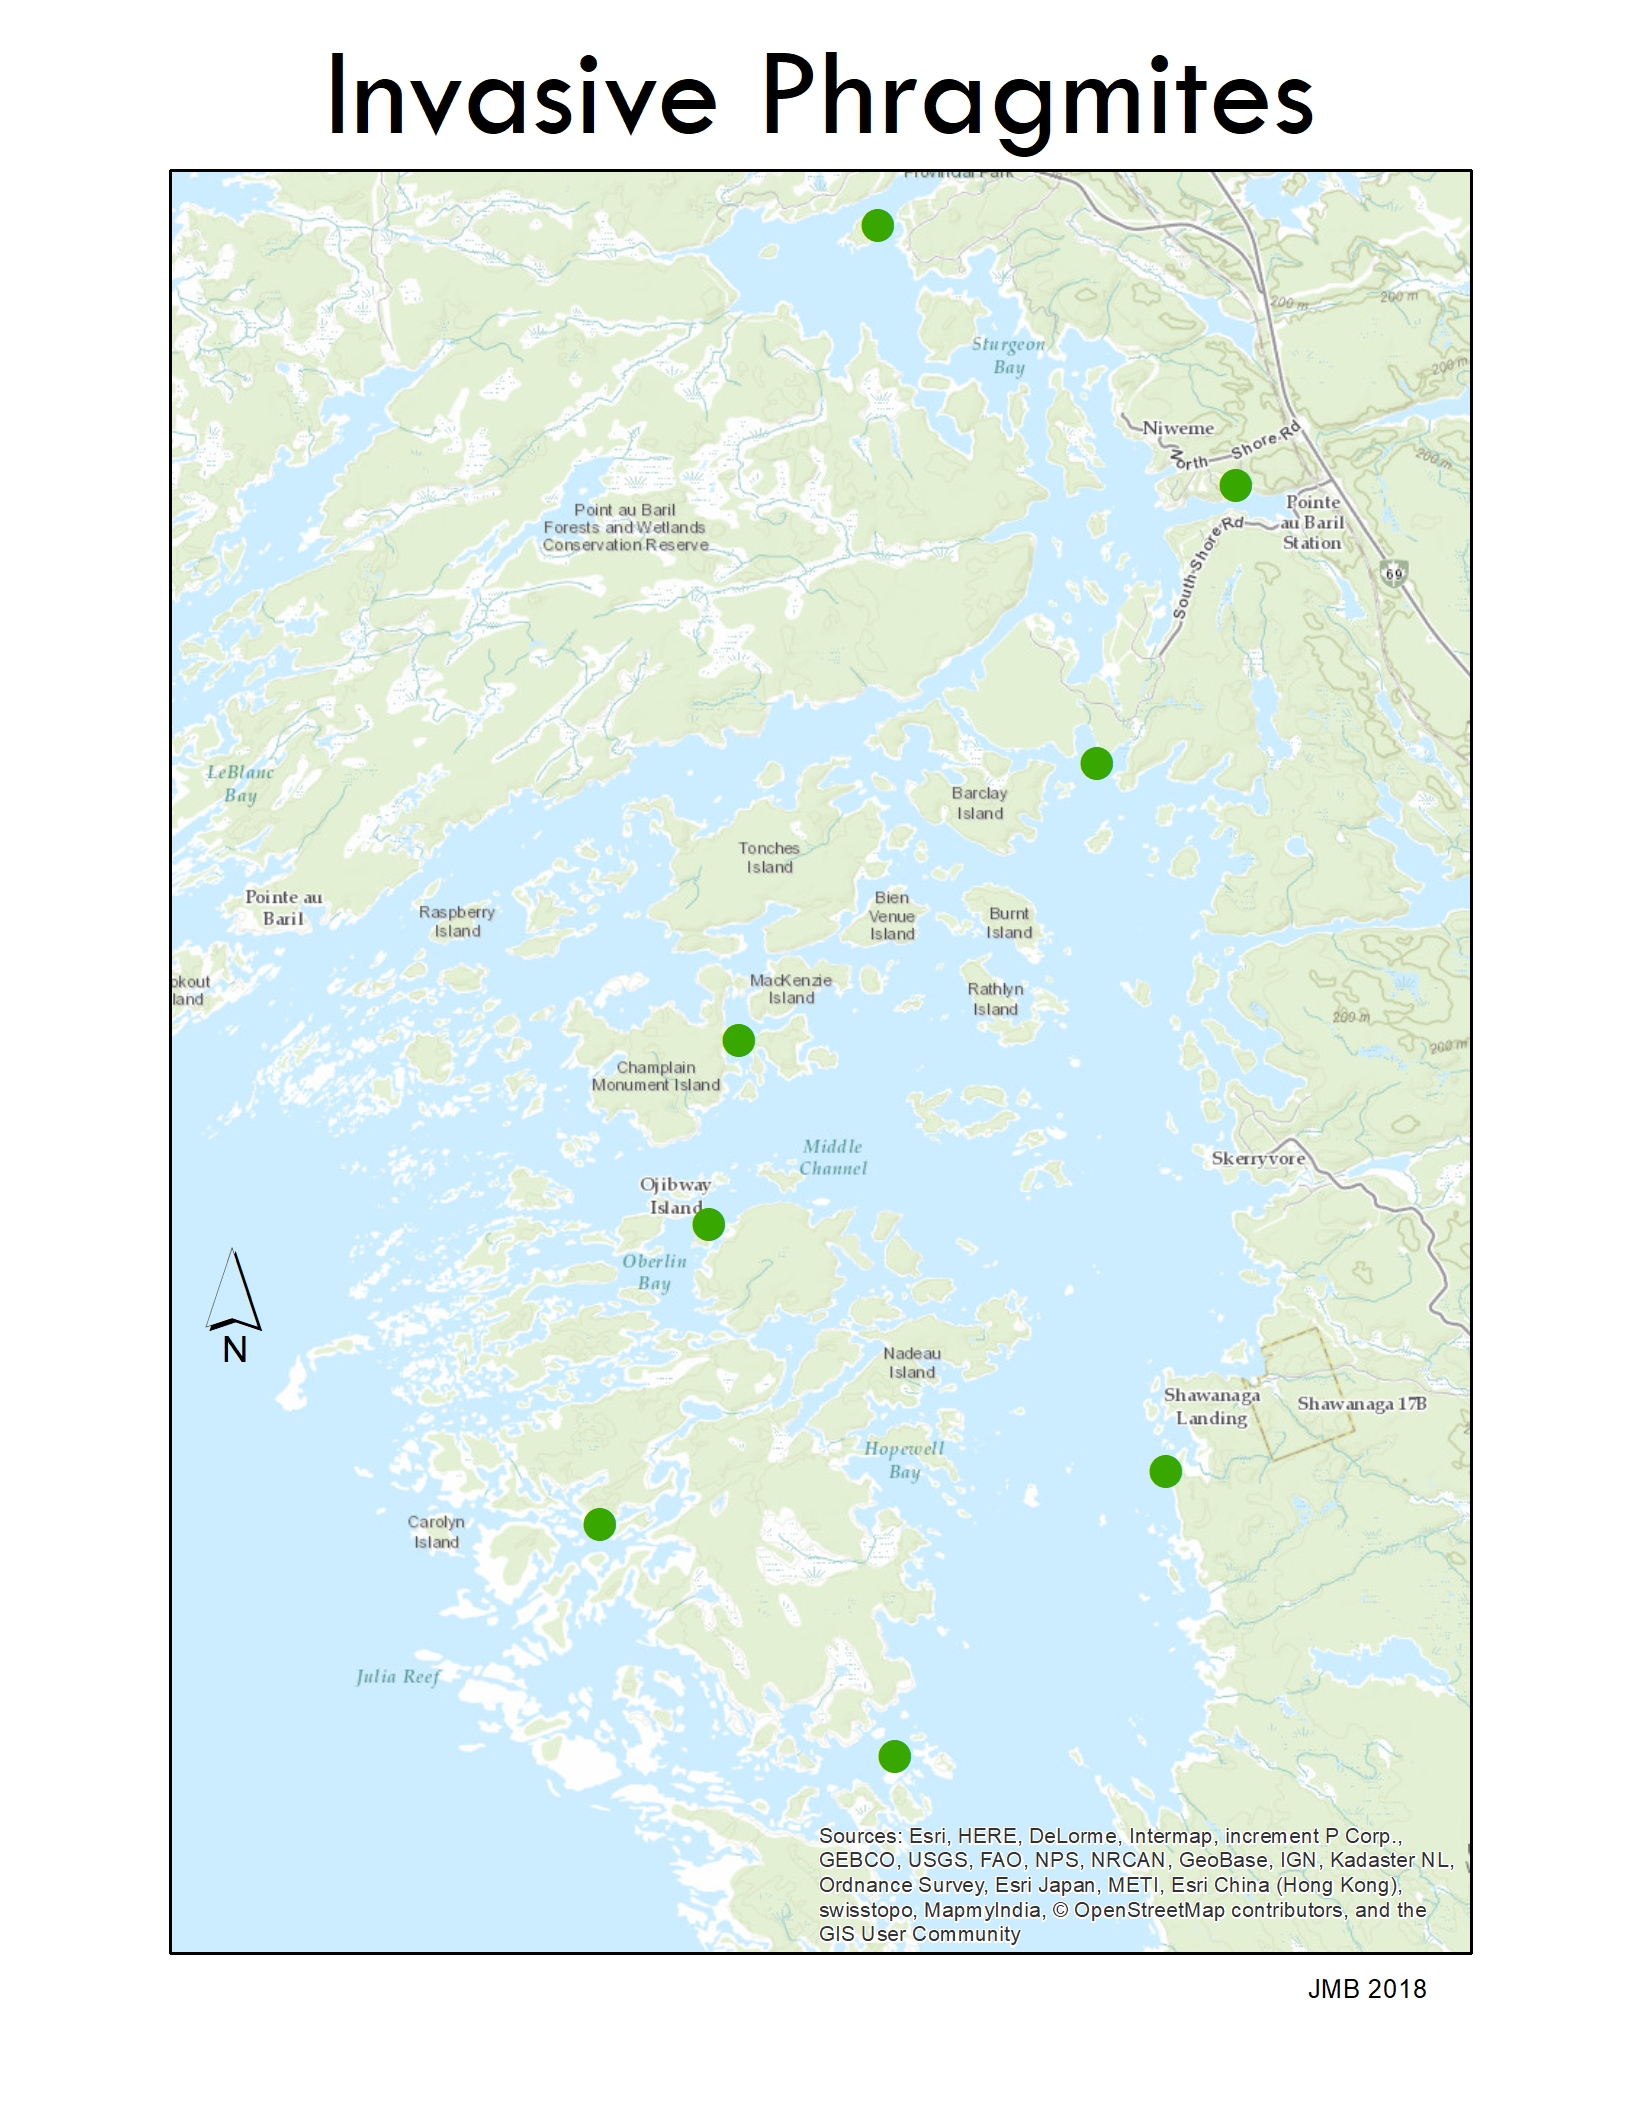 Invasive Phragmites
Provincial Park
200 m
200 m
200 m
Sturgeon
Bay
Niweme
North Shore Rd
200 m
Point au Baril
Forests and Wetlands
Conservation Reserve
Pointe
au Baril
Station
South Shore Rd
69
LeBlanc
Bay
Barclay
Island
Tonches
Island
Pointe au
Baril
Raspberry
Island
Bien
Venue
Island
Burnt
Island
okout
land
MacKenzie
Island
Rathlyn
Island
200 m
200 m
Champlain
Monument Island
Middle
Channel
Skerryvore
Ojibway
Island
Oberlin
Bay
N
Nadeau
Island
Shawanaga
Landing
Shawanaga 17B
Hopewell
Bay
Carolyn
Island
Julia Reef
Sources: Esri, HERE, DeLorme, Intermap, increment P Corp.,
GEBCO, USGS, FAO, NPS, NRCAN, GeoBase, IGN, Kadaster NL,
Ordnance Survey, Esri Japan, METI, Esri China (Hong Kong),
swisstopo, MapmyIndia, © OpenStreetMap contributors, and the
GIS User Community
JMB 2018